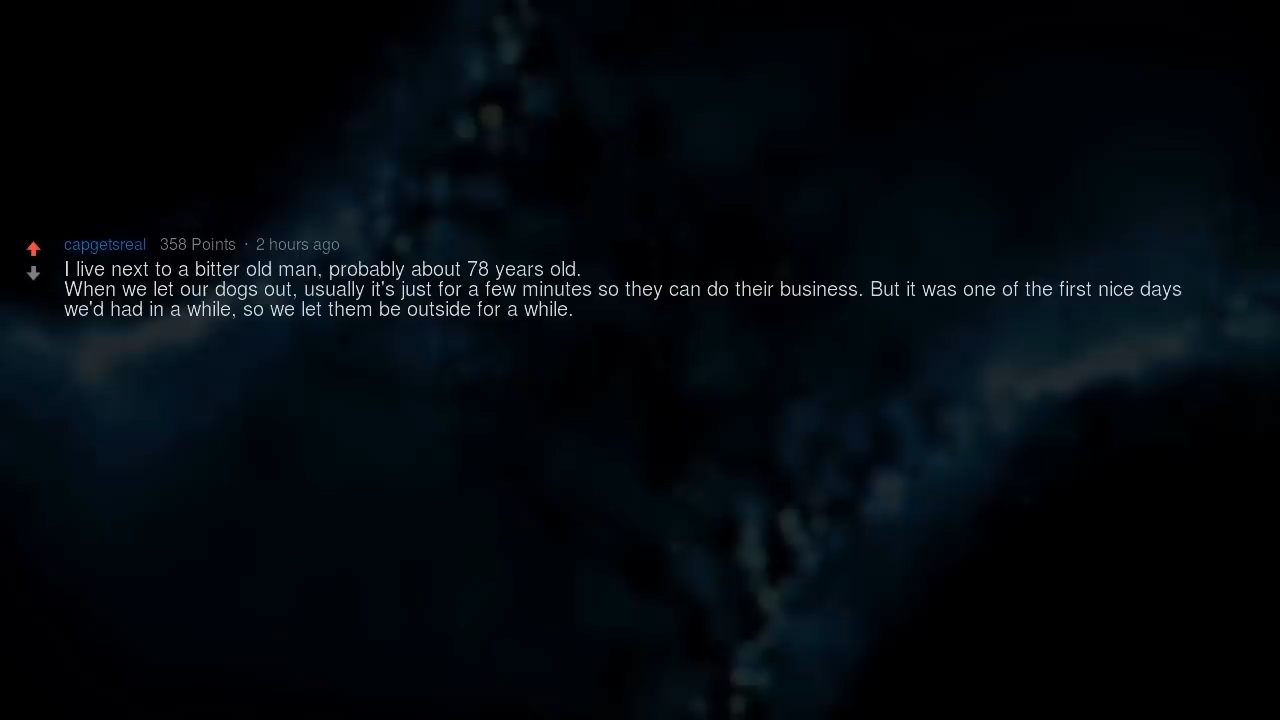 capgetsreal 358 Points · 2 hours ago
I live next to a bitter old man, probably about 78 years old.
When we let our dogs out, usually it's just for a few minutes so they can do their business. But it was one of the first nice days
we'd had in a while, so we let them be outside for a while.